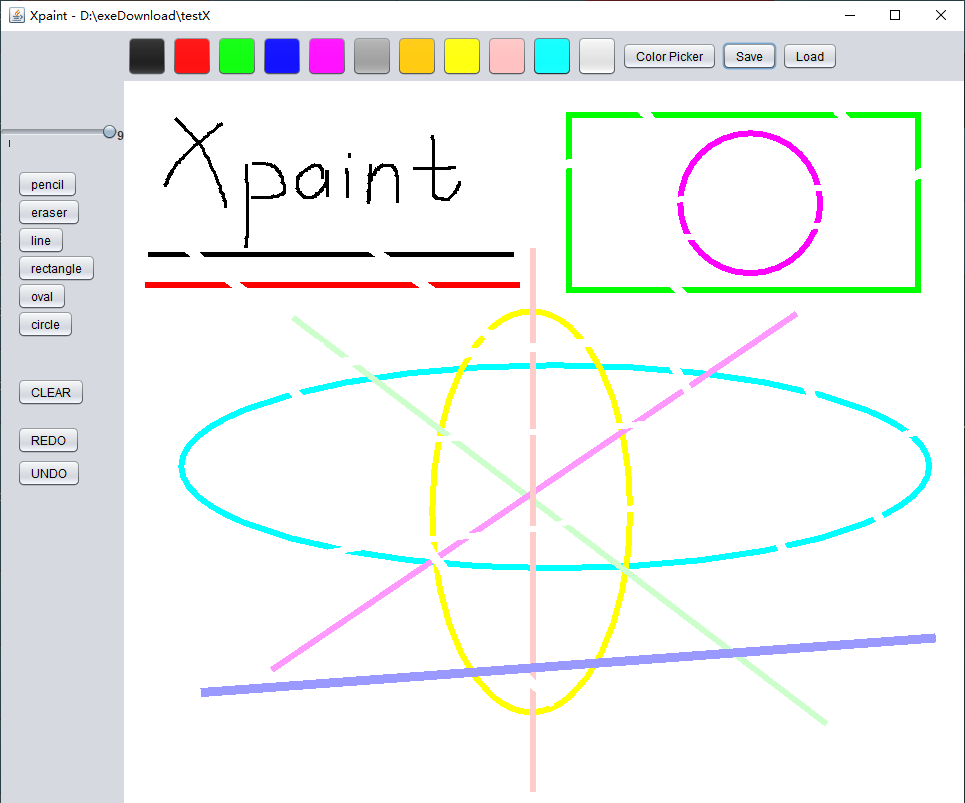 Xpaint - D:\exeDownload\testX
Color Picker
Save
Load
9
pencil
eraser
line
rectangle
oval
circle
CLEAR
REDO
UNDO
Xpaint